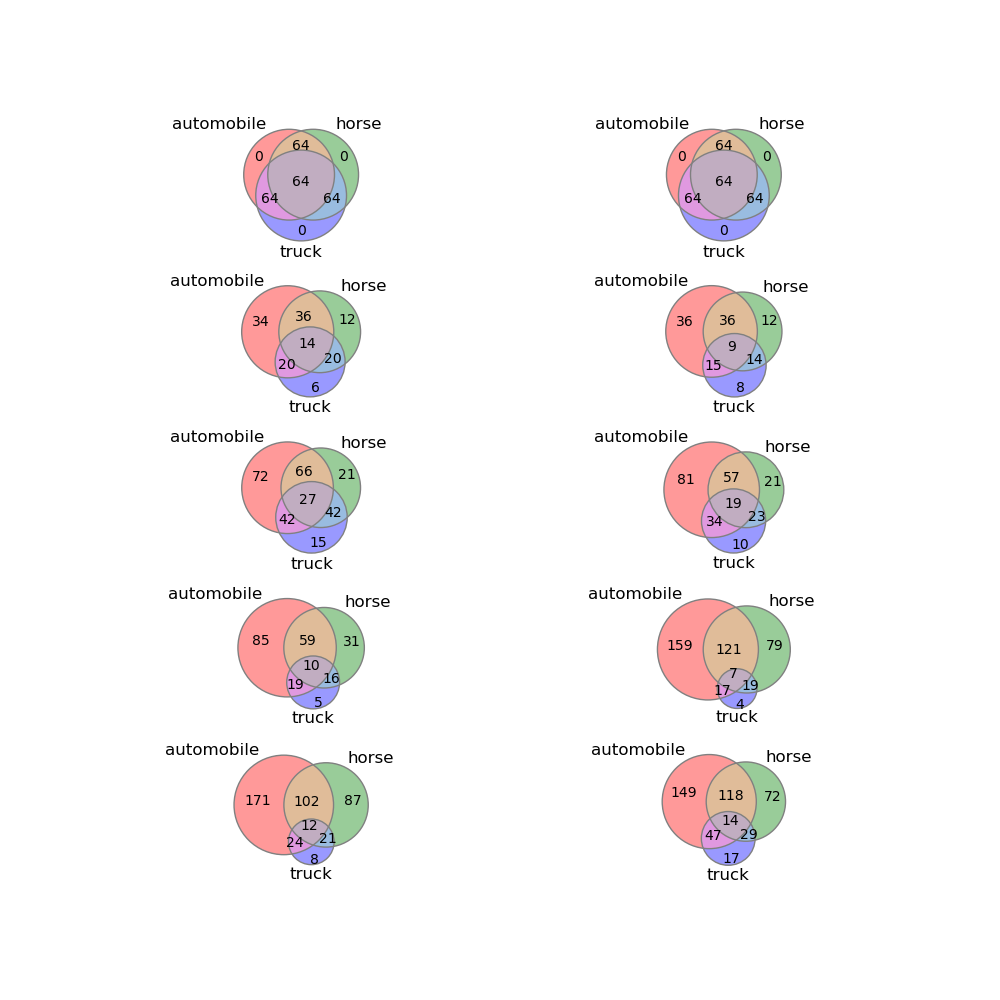 automobile horse automobile horse
64 64
0 0 0 0
64 64
64 64 64 64
0 0
truck truck
automobile horse automobile horse
34 36 12 36 36 12
14 9
20 20 15 14
6 8
truck truck
automobile horse automobile horse
72 66 21 81 57 21
27 19
42 42 34 23
15 10
truck truck
automobile horse automobile horse
85 59 31 159 121 79
10 7
19 16 17 19
5 4
truck truck
automobile horse automobile horse
171 102 87 149 118 72
12 14
24 21 47 29
8 17
truck truck